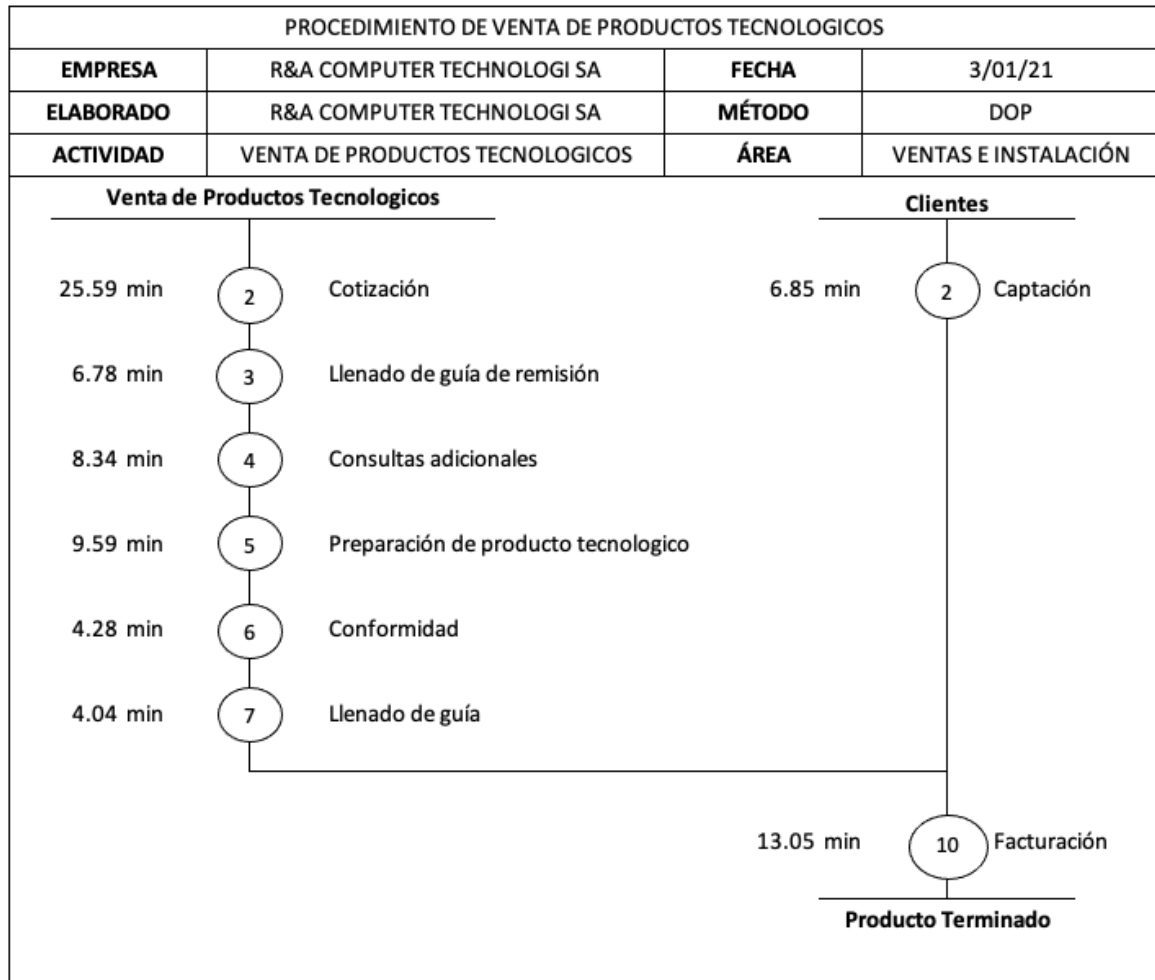 PROCEDIMIENTO DE VENTA DE PRODUCTOS TECNOLOGICOS
EMPRESA R&A COMPUTER TECHNOLOGI SA FECHA 3/01/21
ELABORADO R&A COMPUTER TECHNOLOGI SA MÉTODO DOP
ACTIVIDAD VENTA DE PRODUCTOS TECNOLOGICOS ÁREA VENTAS E INSTALACIÓN
Venta de Productos Tecnologicos Clientes
25.59 min 2 Cotización 6.85 min 2 Captación
6.78 min 3 Llenado de guía de remisión
8.34 min 4 Consultas adicionales
9.59 min 5 Preparación de producto tecnologico
4.28 min 6 Conformidad
4.04 min 7 Llenado de guía
13.05 min 10 Facturación
Producto Terminado